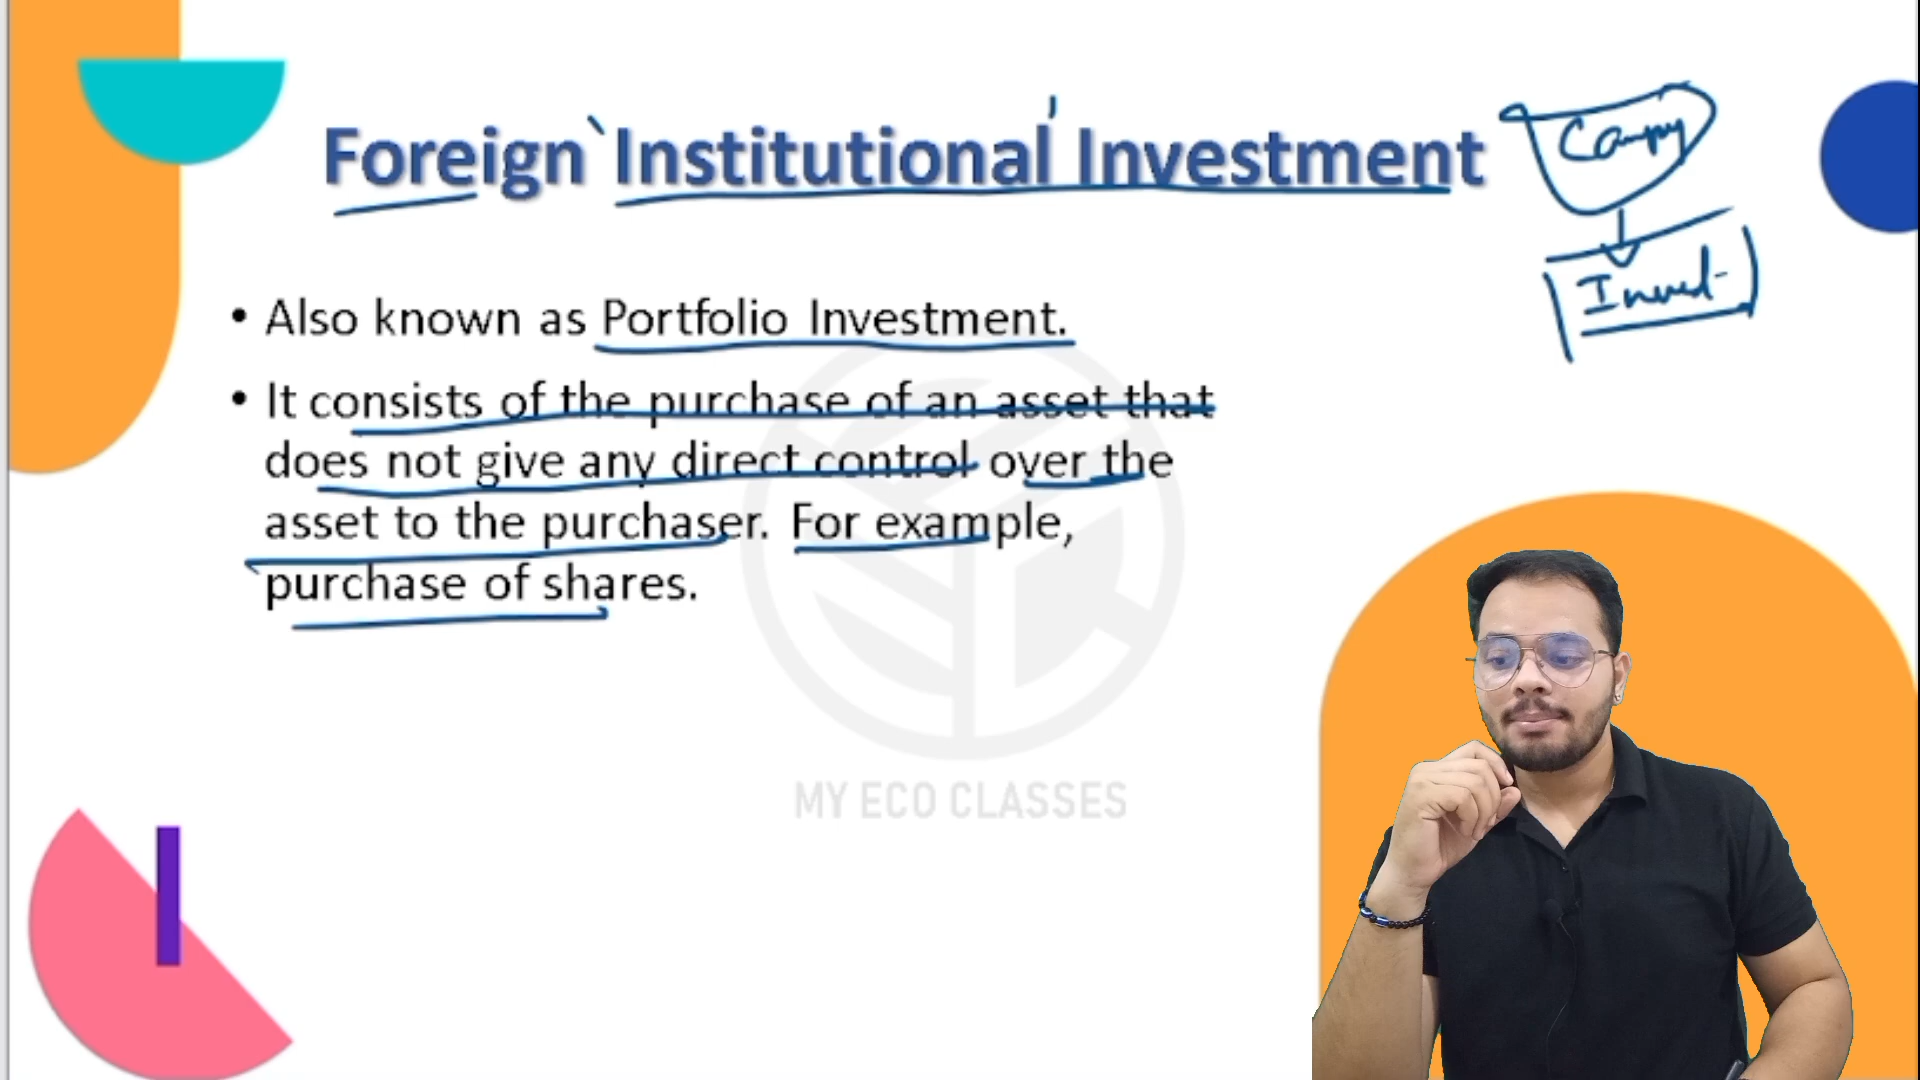 Foreign Institutional Investment
• Also known as Portfolio Investment.
• It consists of the purchase of an asset that
does not give any direct control over the
asset to the purchaser. For example,
purchase of shares.
MY ECO CLASSES